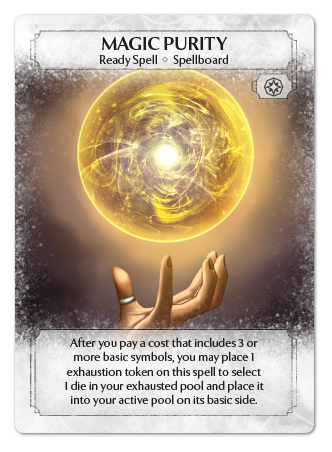 MAGIC PURITY
Ready Spell ⬦ Spellboard
After you pay a cost that includes 3 or
more basic symbols, you may place 1
exhaustion token on this spell to select
1 die in your exhausted pool and place it
into your active pool on its basic side.